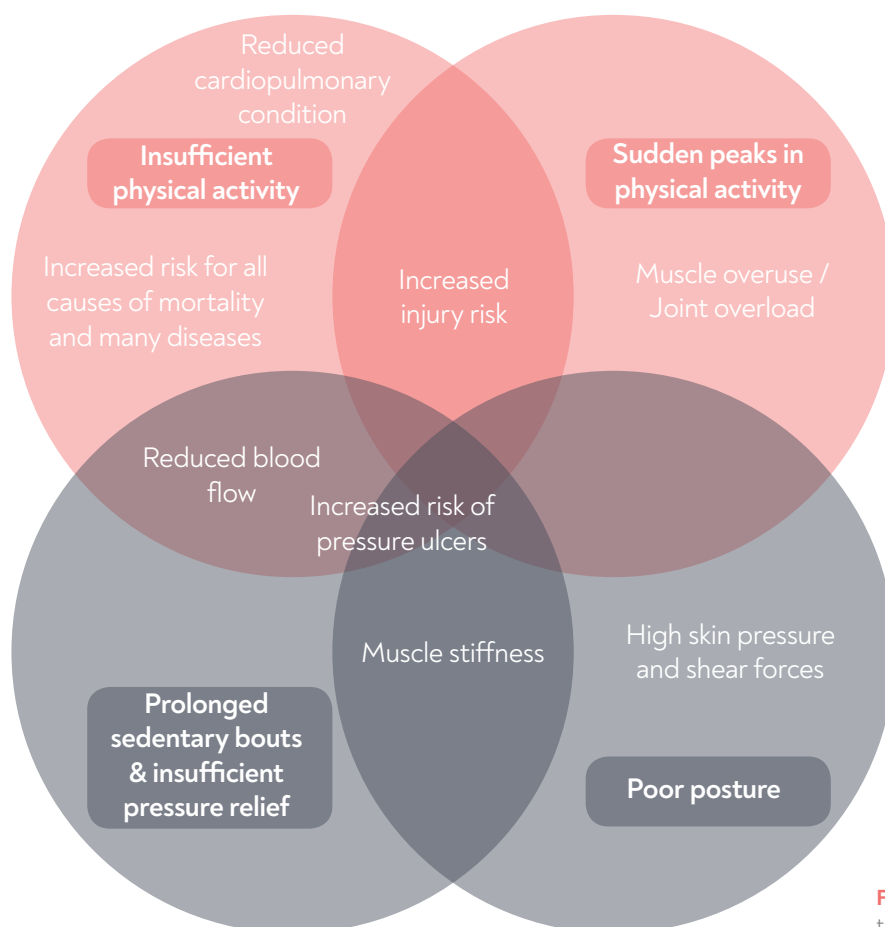 Reduced
cardiopulmonary
condition
Insufficient
physical activity
Sudden peaks in
physical activity
Increased risk for all
causes of mortality
and many diseases
Increased
injury risk
Muscle overuse /
Joint overload
Reduced blood
flow
Increased risk of
pressure ulcers
Muscle stiffness
High skin pressure
and shear forces
Prolonged
sedentary bouts
& insufficient
pressure relief
Poor posture